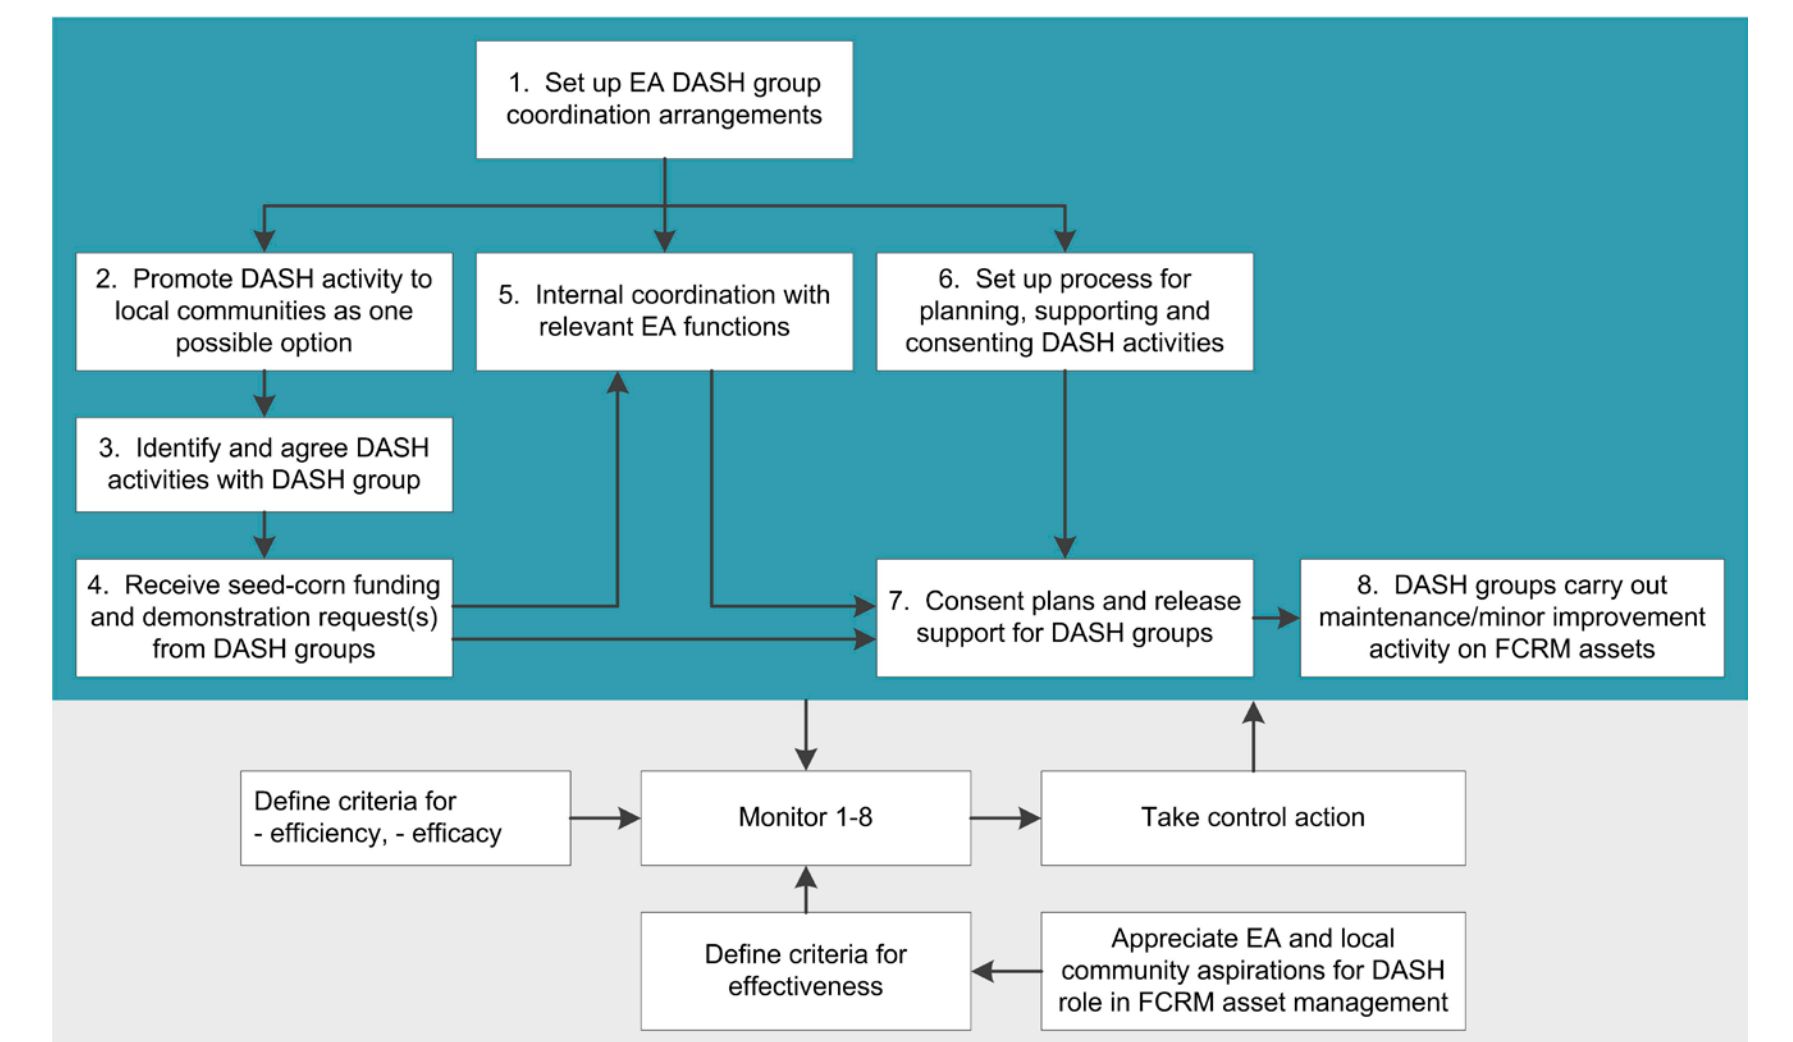 1.  Set up EA DASH group
coordination arrangements
2.  Promote DASH activity to
local communities as one
possible option
5.  Internal coordination with
relevant EA functions
6.  Set up process for
planning, supporting and
consenting DASH activities
3.  Identify and agree DASH
activities with DASH group
4.  Receive seed-corn funding
and demonstration request(s)
from DASH groups
7.  Consent plans and release
support for DASH groups
8.  DASH groups carry out
maintenance/minor improvement
activity on FCRM assets
Define criteria for
- efficiency, - efficacy
Monitor 1-8
Take control action
Define criteria for
effectiveness
Appreciate EA and local
community aspirations for DASH
role in FCRM asset management